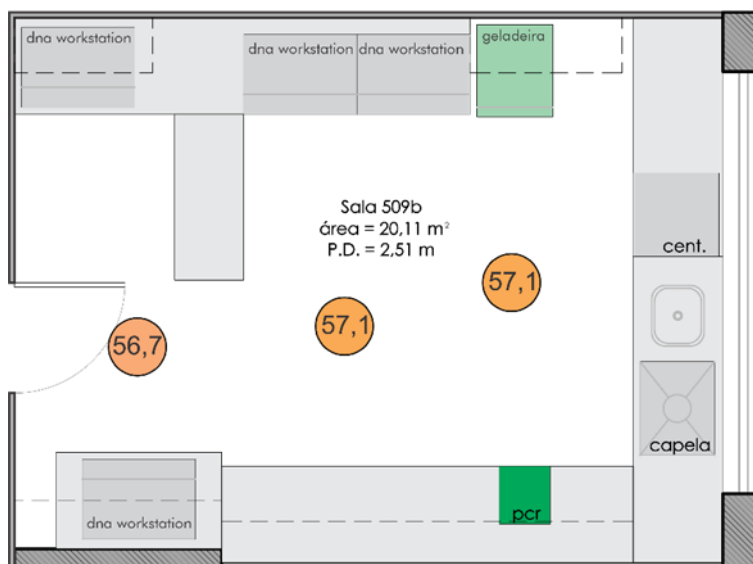 dna workstation
dna workstation
dna workstation
geladeira
Sala 509b
área = 20,11 m²
P.D. = 2,51 m
cent.
57,1
57,1
56,7
capela
pcr
dna workstation